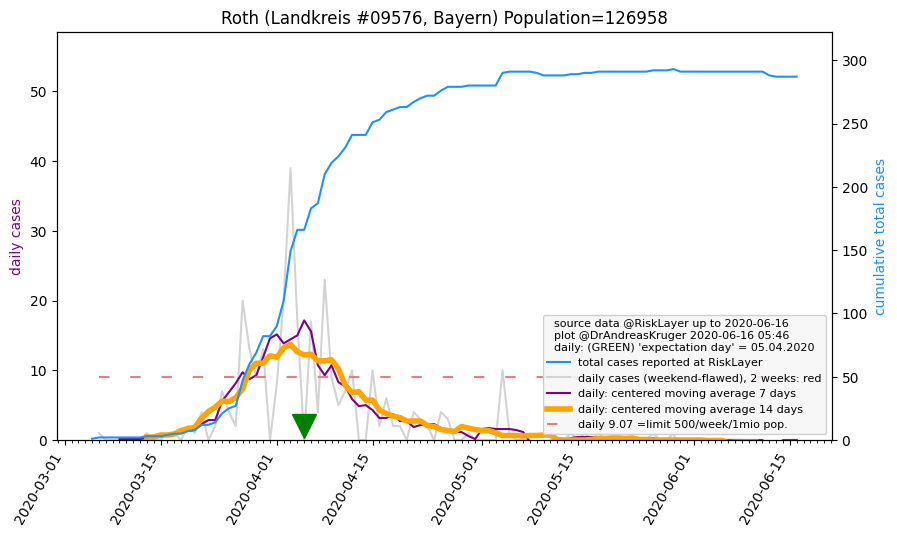 Roth (Landkreis #09576, Bayern) Population=126958
daily cases
0
10
20
30
40
50
cumulative total cases
0
50
100
150
200
250
300
2020-03-01
2020-03-15
2020-04-01
2020-04-15
2020-05-01
2020-05-15
2020-06-01
2020-06-15
source data @RiskLayer up to 2020-06-16
plot @DrAndreasKruger 2020-06-16 05:46
daily: (GREEN) 'expectation day' = 05.04.2020
total cases reported at RiskLayer
daily cases (weekend-flawed), 2 weeks: red
daily: centered moving average 7 days
daily: centered moving average 14 days
daily 9.07 =limit 500/week/1mio pop.